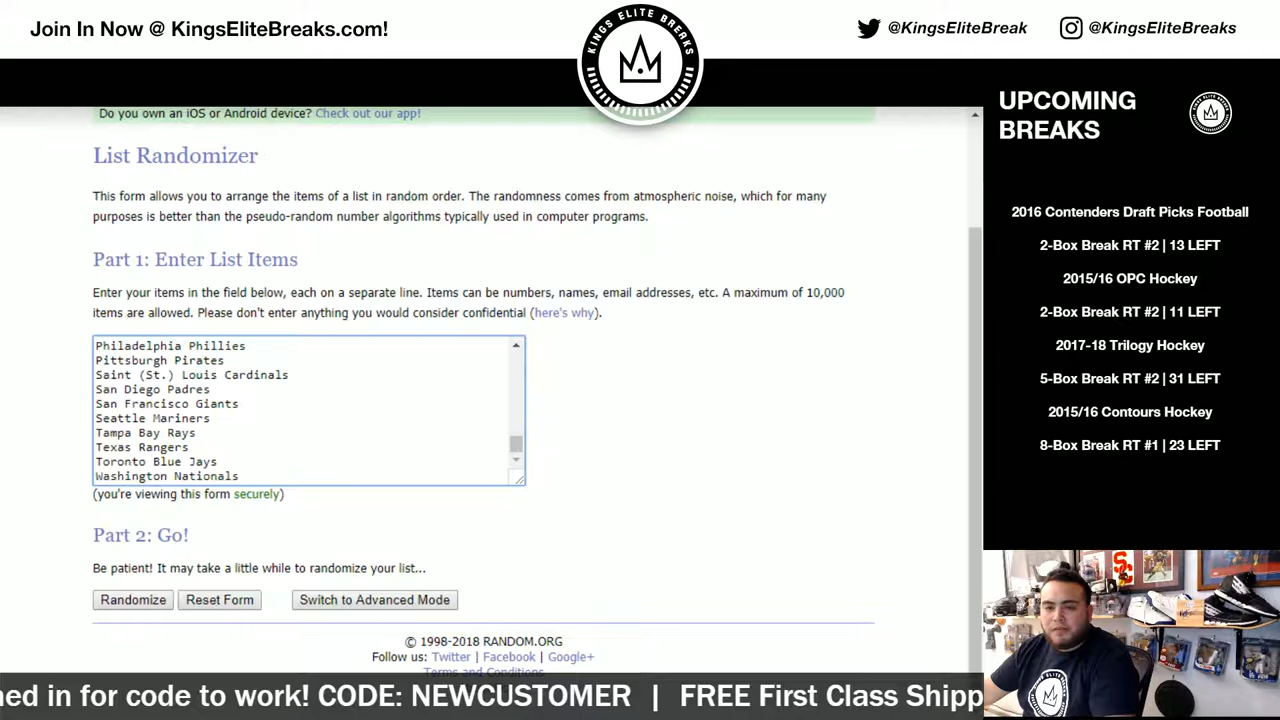 Join In Now @ KingsEliteBreaks.com!
KINGS ELITE BREAKS
@KingsEliteBreak
@KingsEliteBreaks
Do you own an iOS or Android device? Check out our app!
List Randomizer
This form allows you to arrange the items of a list in random order. The randomness comes from atmospheric noise, which for many
purposes is better than the pseudo-random number algorithms typically used in computer programs.
Part 1: Enter List Items
Enter your items in the field below, each on a separate line. Items can be numbers, names, email addresses, etc. A maximum of 10,000
items are allowed. Please don't enter anything you would consider confidential (here's why).
Philadelphia Phillies
Pittsburgh Pirates
Saint (St.) Louis Cardinals
San Diego Padres
San Francisco Giants
Seattle Mariners
Tampa Bay Rays
Texas Rangers
Toronto Blue Jays
Washington Nationals
(you're viewing this form securely)
Part 2: Go!
Be patient! It may take a little while to randomize your list...
Randomize Reset Form Switch to Advanced Mode
© 1998-2018 RANDOM.ORG
Follow us: Twitter | Facebook | Google+
Terms and Conditions
UPCOMING
BREAKS
2016 Contenders Draft Picks Football
2-Box Break RT #2 | 13 LEFT
2015/16 OPC Hockey
2-Box Break RT #2 | 11 LEFT
2017-18 Trilogy Hockey
5-Box Break RT #2 | 31 LEFT
2015/16 Contours Hockey
8-Box Break RT #1 | 23 LEFT
ned in for code to work! CODE: NEWCUSTOMER | FREE First Class Shipp